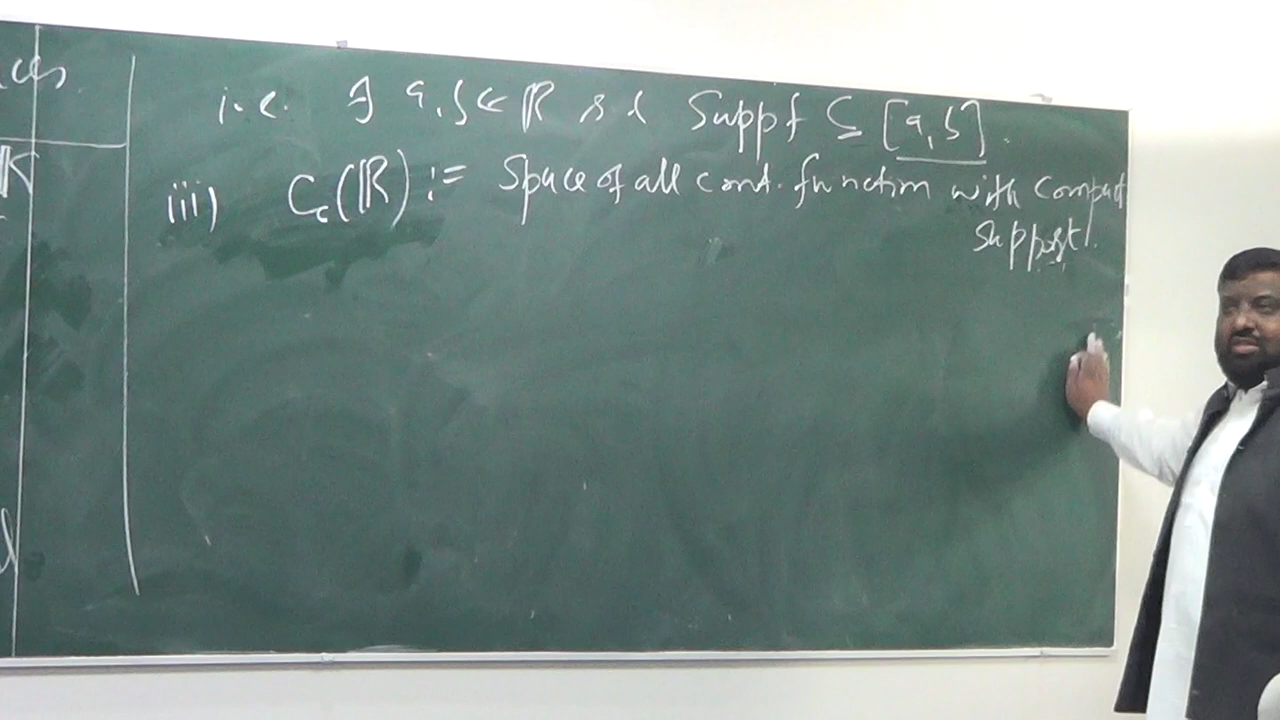 i.e. ∃ a, b ∈ ℝ s.t Supp f ⊆ [a, b].
iii) C_c(ℝ) := Space of all cont. function with compact
support.
K